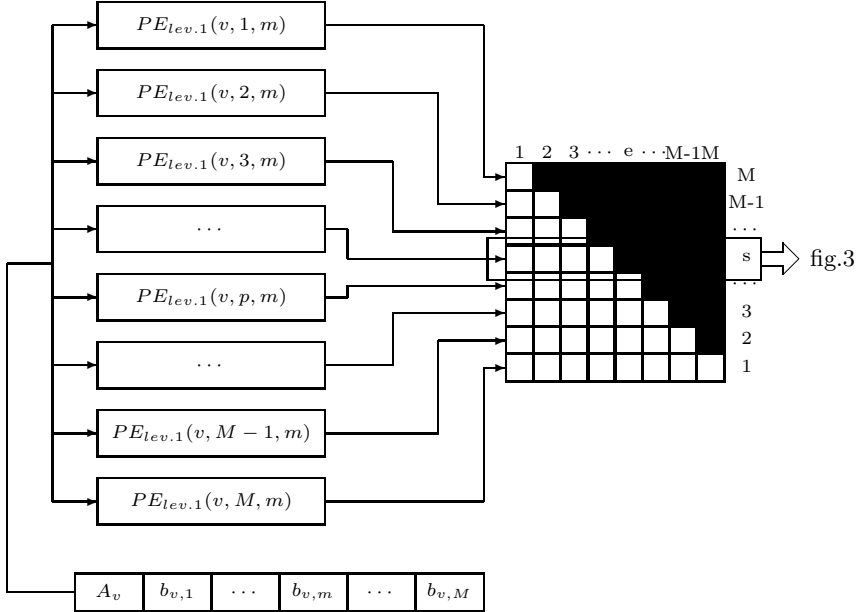 PE_{lev.1}(v, 1, m)
PE_{lev.1}(v, 2, m)
PE_{lev.1}(v, 3, m)
1 2 3 ··· e ··· M-1 M
M
M-1
···
···
s
fig.3
PE_{lev.1}(v, p, m)
···
3
···
2
1
PE_{lev.1}(v, M − 1, m)
PE_{lev.1}(v, M, m)
A_v b_{v,1} ··· b_{v,m} ··· b_{v,M}